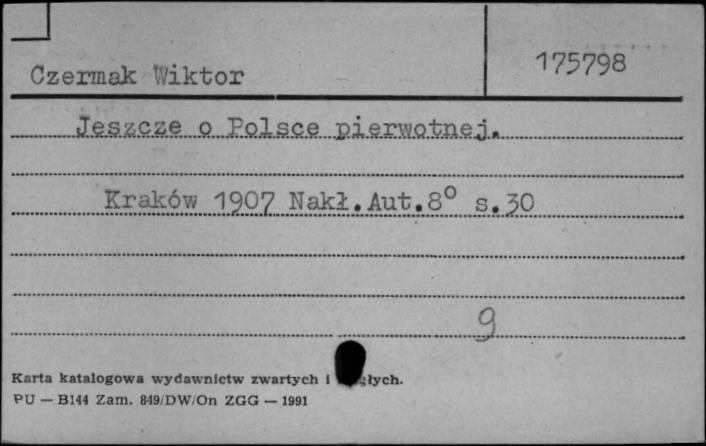 175798
Czermak Wiktor
Jeszcze o Polsce pierwotnej.
Kraków 1907 Nakł.Aut.8° s.30
9
Karta katalogowa wydawnictw zwartych i
PU — B144 Zam. 849/DW/On ZGG — 1991